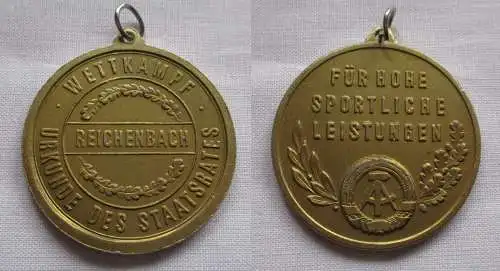 · WETTKAMPF ·
URKUNDE DES STAATSRATES
REICHENBACH
FÜR HOHE
SPORTLICHE
LEISTUNGEN